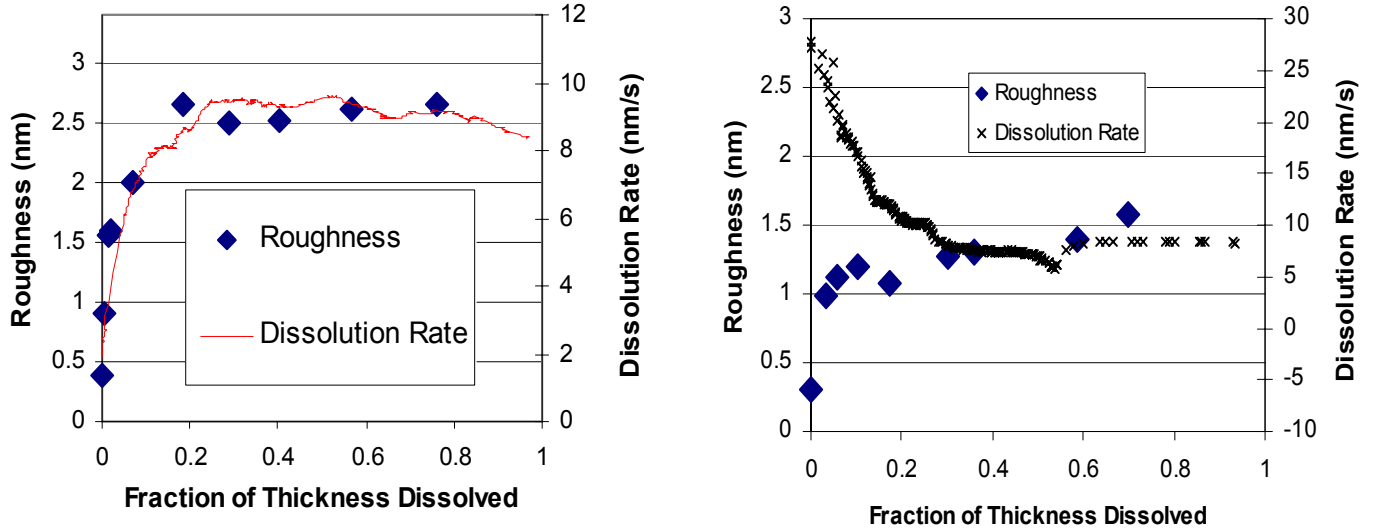 Roughness (nm)
3
2.5
2
1.5
1
0.5
0
12
10
8
6
4
2
0
Dissolution Rate (nm/s)
Roughness
Dissolution Rate
0 0.2 0.4 0.6 0.8 1
Fraction of Thickness Dissolved
Roughness (nm)
3
2.5
2
1.5
1
0.5
0
30
25
20
15
10
5
0
-5
-10
Dissolution Rate (nm/s)
Roughness
Dissolution Rate
0 0.2 0.4 0.6 0.8 1
Fraction of Thickness Dissolved